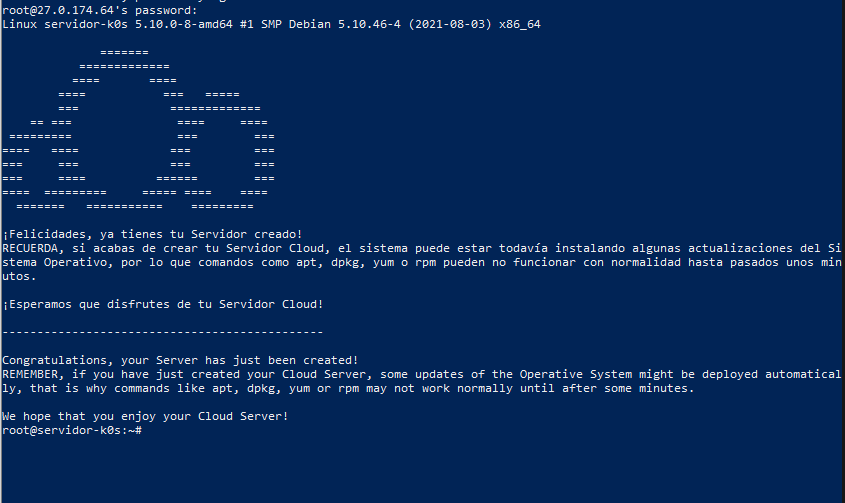 root@27.0.174.64's password:
Linux servidor-k0s 5.10.0-8-amd64 #1 SMP Debian 5.10.46-4 (2021-08-03) x86_64
¡Felicidades, ya tienes tu Servidor creado!
RECUERDA, si acabas de crear tu Servidor Cloud, el sistema puede estar todavía instalando algunas actualizaciones del Si
stema Operativo, por lo que comandos como apt, dpkg, yum o rpm pueden no funcionar con normalidad hasta pasados unos min
utos.
¡Esperamos que disfrutes de tu Servidor Cloud!
----------------------------------------------
Congratulations, your Server has just been created!
REMEMBER, if you have just created your Cloud Server, some updates of the Operative System might be deployed automatical
ly, that is why commands like apt, dpkg, yum or rpm may not work normally until after some minutes.
We hope that you enjoy your Cloud Server!
root@servidor-k0s:~#